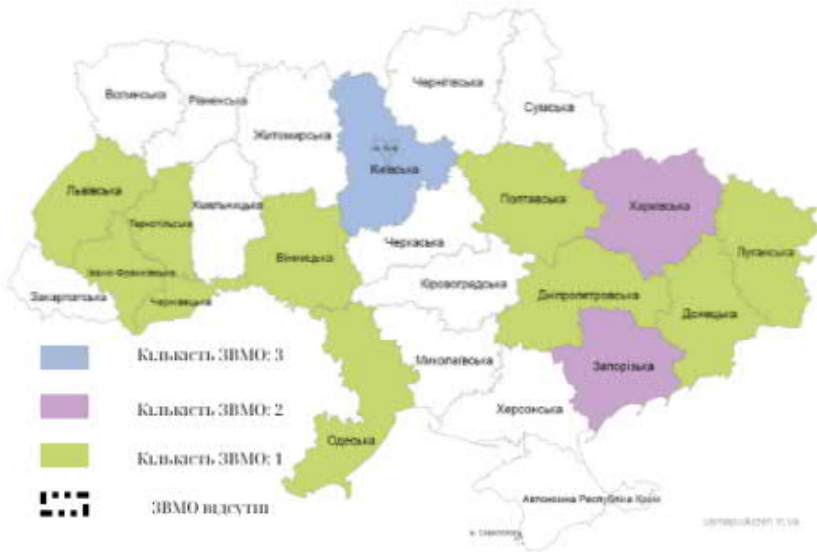 Волинська
Рівненська
Житомирська
Чернігівська
Сумська
Київська
Львівська
Тернопільська
Хмельницька
Вінницька
Івано-Франківська
Закарпатська
Чернівецька
Черкаська
Кіровоградська
Полтавська
Харківська
Луганська
Дніпропетровська
Донецька
Запорізька
Миколаївська
Херсонська
Одеська
Автономна Республіка Крим
Кількість ЗВМО: 3
Кількість ЗВМО: 2
Кількість ЗВМО: 1
ЗВМО відсутні